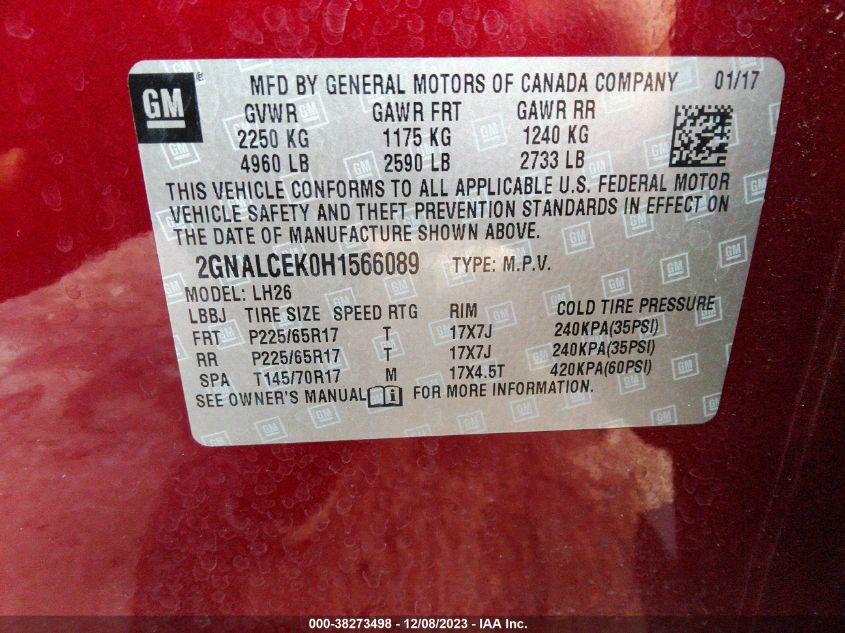 GM ® MFD BY GENERAL MOTORS OF CANADA COMPANY 01/17
GVWR GAWR FRT GAWR RR
2250 KG 1175 KG 1240 KG
4960 LB 2590 LB 2733 LB
THIS VEHICLE CONFORMS TO ALL APPLICABLE U.S. FEDERAL MOTOR
VEHICLE SAFETY AND THEFT PREVENTION STANDARDS IN EFFECT ON
THE DATE OF MANUFACTURE SHOWN ABOVE.
2GNALCEK0H1566089 TYPE: M.P.V.
MODEL: LH26
LBBJ TIRE SIZE SPEED RTG RIM COLD TIRE PRESSURE
FRT P225/65R17 T 17X7J 240KPA(35PSI)
RR P225/65R17 T 17X7J 240KPA(35PSI)
SPA T145/70R17 M 17X4.5T 420KPA(60PSI)
SEE OWNER'S MANUAL FOR MORE INFORMATION.
000-38273498 - 12/08/2023 - IAA Inc.